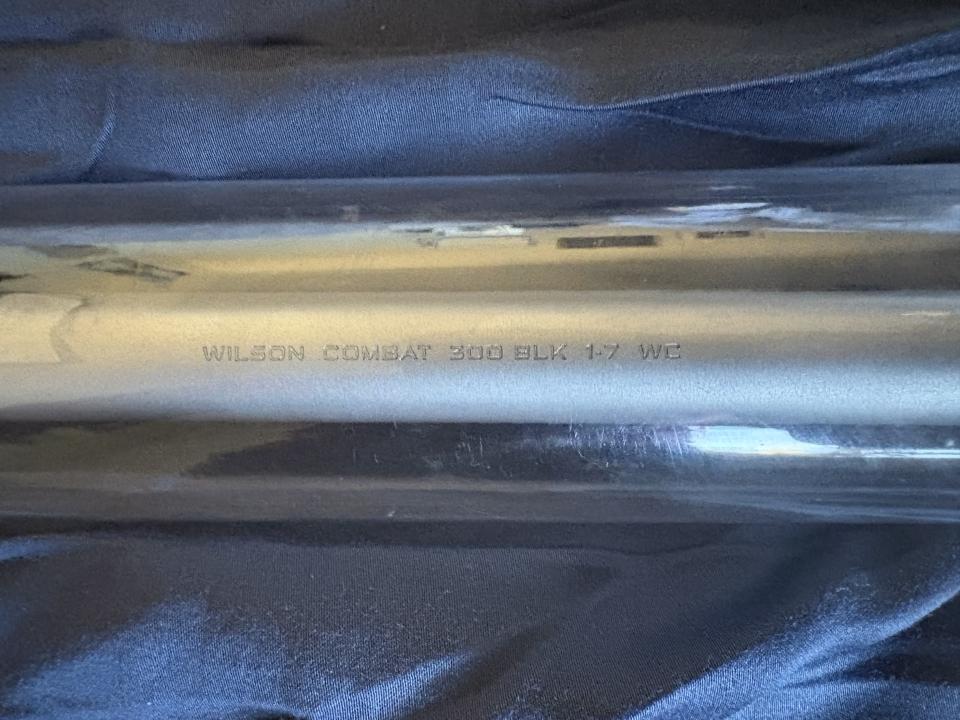 WILSON COMBAT 300 BLK 1-7 WC